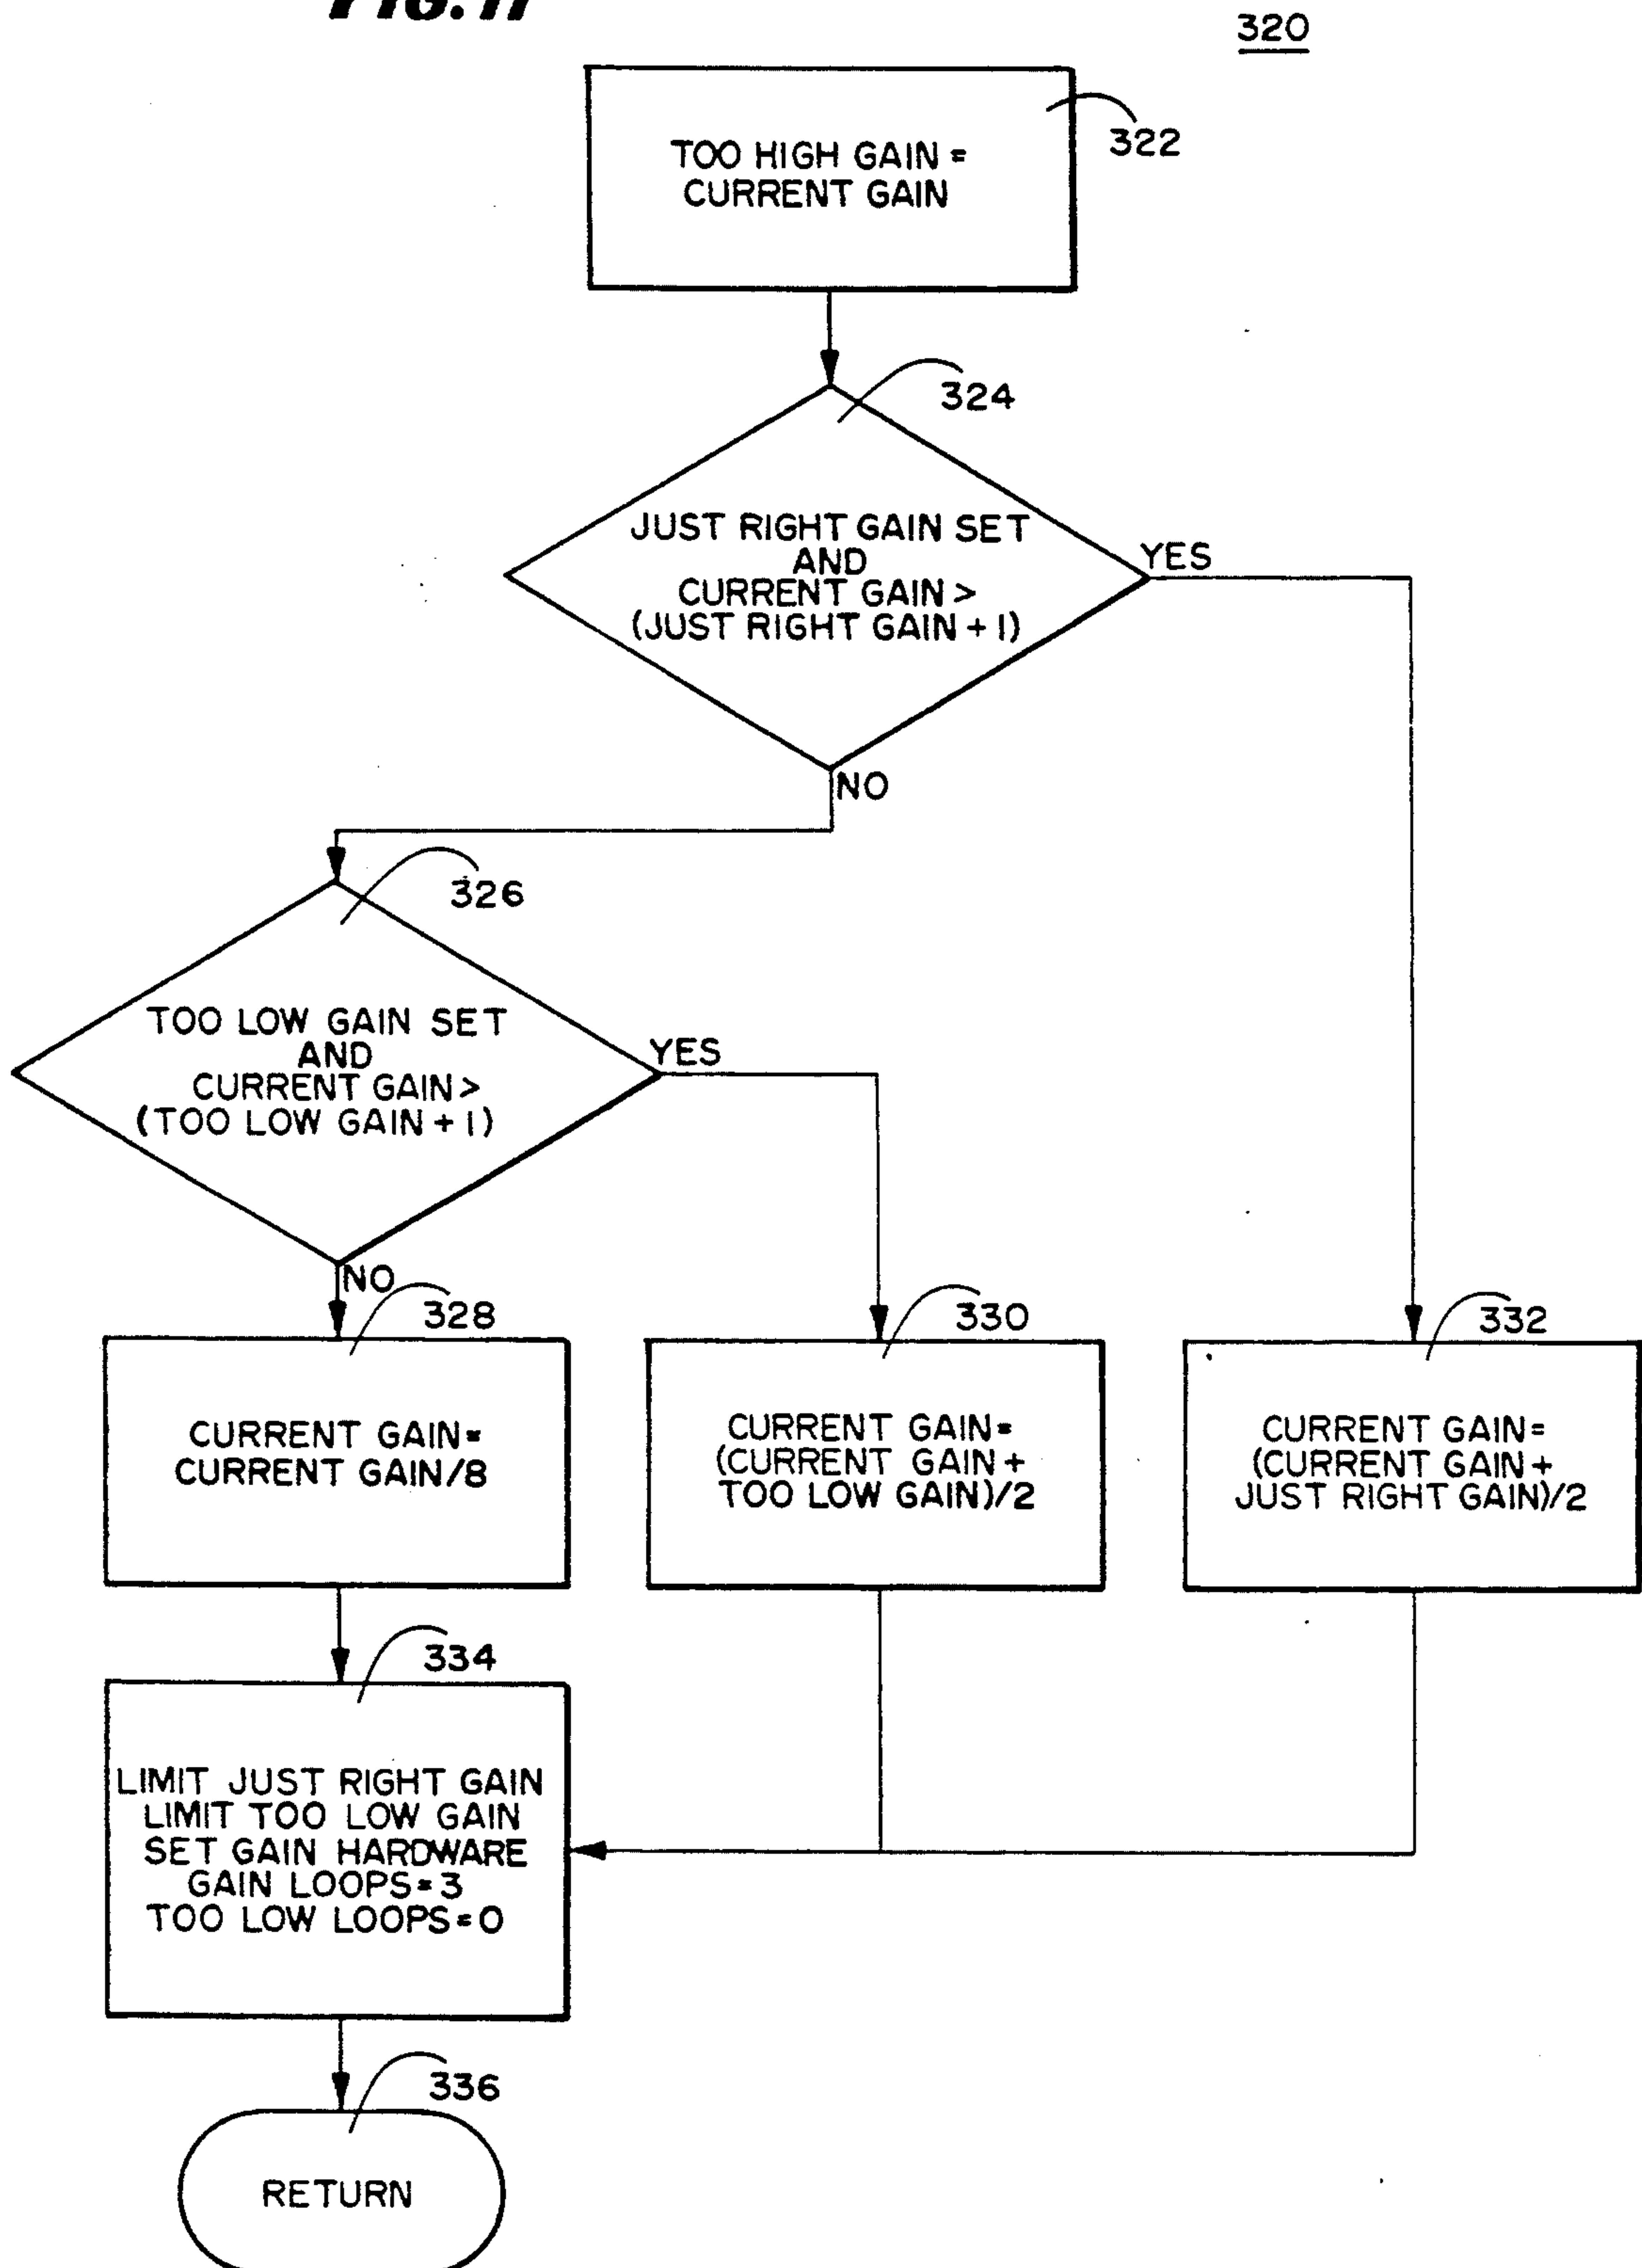 FIG. 11
320
TOO HIGH GAIN =
CURRENT GAIN
322
324
JUST RIGHT GAIN SET
AND
CURRENT GAIN >
(JUST RIGHT GAIN + 1)
YES
NO
326
TOO LOW GAIN SET
AND
CURRENT GAIN >
(TOO LOW GAIN + 1)
YES
NO
328
CURRENT GAIN =
CURRENT GAIN/8
330
CURRENT GAIN =
(CURRENT GAIN +
TOO LOW GAIN)/2
332
CURRENT GAIN =
(CURRENT GAIN +
JUST RIGHT GAIN)/2
334
LIMIT JUST RIGHT GAIN
LIMIT TOO LOW GAIN
SET GAIN HARDWARE
GAIN LOOPS = 3
TOO LOW LOOPS = 0
336
RETURN